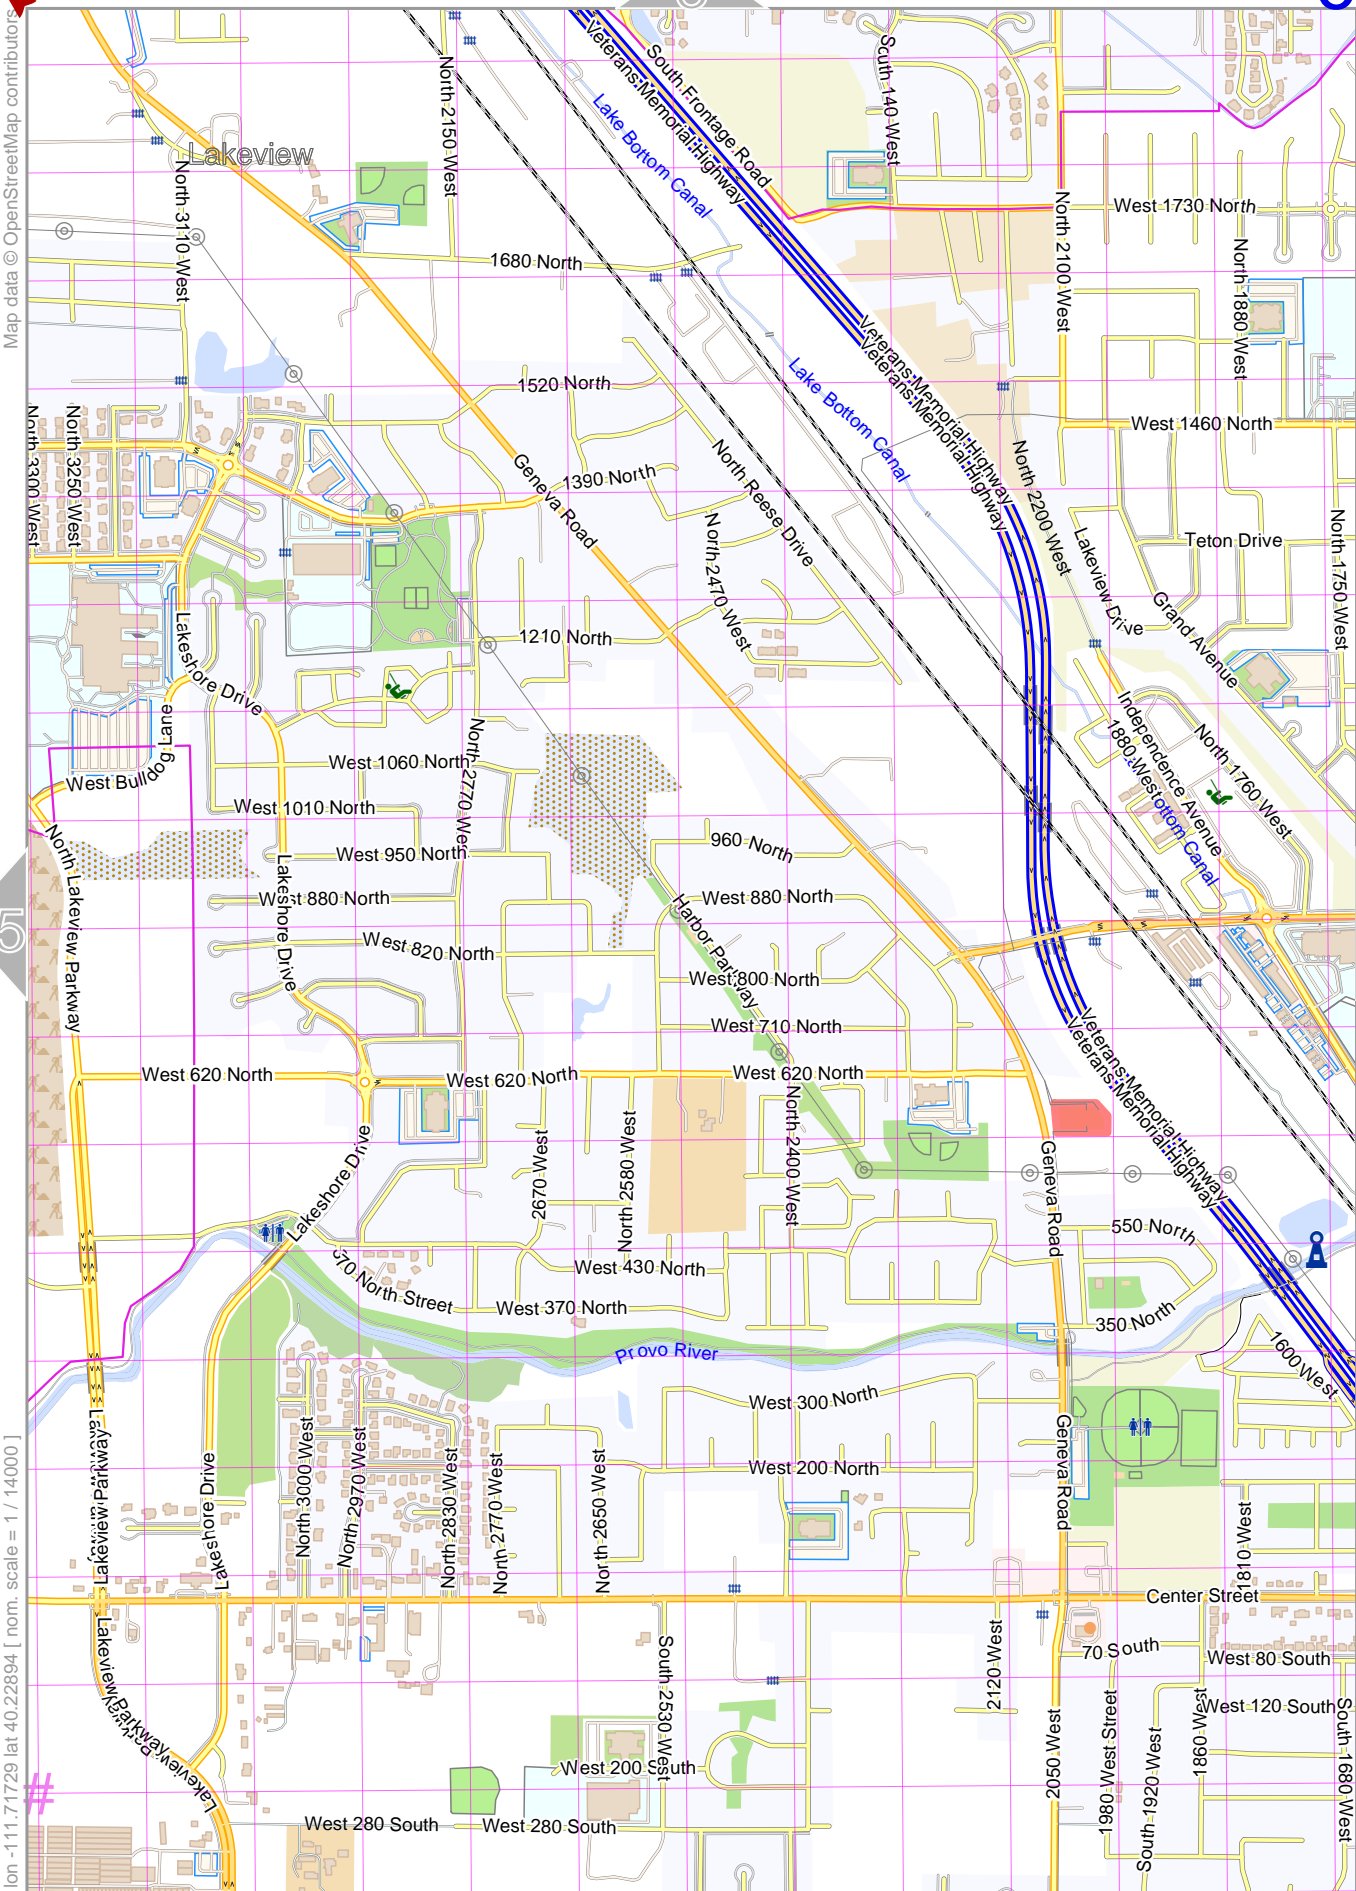 Map data © OpenStreetMap contributors
lon -111.71729 lat 40.22894 [ nom. scale = 1 / 14000 ]
5
#
Lakeview
North 2150 West
Veterans Memorial Highway
South Frontage Road
South 140 West
Lake Bottom Canal
Veterans Memorial Highway
North 3110 West
North 2100 West
West 1730 North
North 1880 West
1680 North
1520 North
Veterans Memorial Highway
Veterans Memorial Highway
Lake Bottom Canal
West 1460 North
North 3300 West
North 3250 West
Geneva Road
1390 North
North Reese Drive
North 2470 West
North 2200 West
Lakeview Drive
Teton Drive
North 1750 West
Grand Avenue
1210 North
Lakeshore Drive
West Bulldog Lane
North 2770 West
West 1060 North
West 1010 North
Independence Avenue
1880 West
North 1760 West
ottom Canal
North Lakeview Parkway
West 950 North
960 North
West 880 North
West 880 North
Lakeshore Drive
West 820 North
Harbor Parkway
West 800 North
West 710 North
West 620 North
West 620 North
West 620 North
Veterans Memorial Highway
Veterans Memorial Highway
Lakeshore Drive
2670 West
North 2580 West
North 2400 West
Geneva Road
550 North
West 430 North
370 North Street
West 370 North
350 North
Provo River
1600 West
West 300 North
West 200 North
Geneva Road
Lakeview Parkway
Lakeshore Drive
North 3000 West
North 2970 West
North 2830 West
North 2770 West
North 2650 West
1810 West
Center Street
Lakeview Parkway
South 2530 West
2120 West
70 South
West 80 South
West 120 South
South 1680 West
1860 West
1980 West Street
South 1920 West
2050 West
Lakeview Parkway
West 200 South
West 280 South
West 280 South